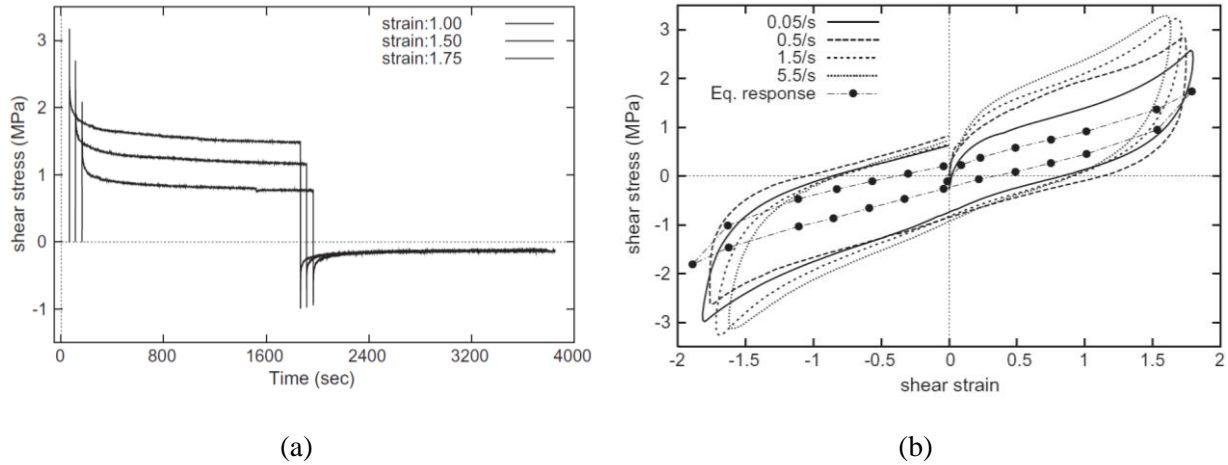 strain:1.00
strain:1.50
strain:1.75
3
2
1
0
-1
shear stress (MPa)
0 800 1600 2400 3200 4000
Time (sec)
(a)
0.05/s
0.5/s
1.5/s
5.5/s
Eq. response
3
2
1
0
-1
-2
-3
shear stress (MPa)
-2 -1.5 -1 -0.5 0 0.5 1 1.5 2
shear strain
(b)